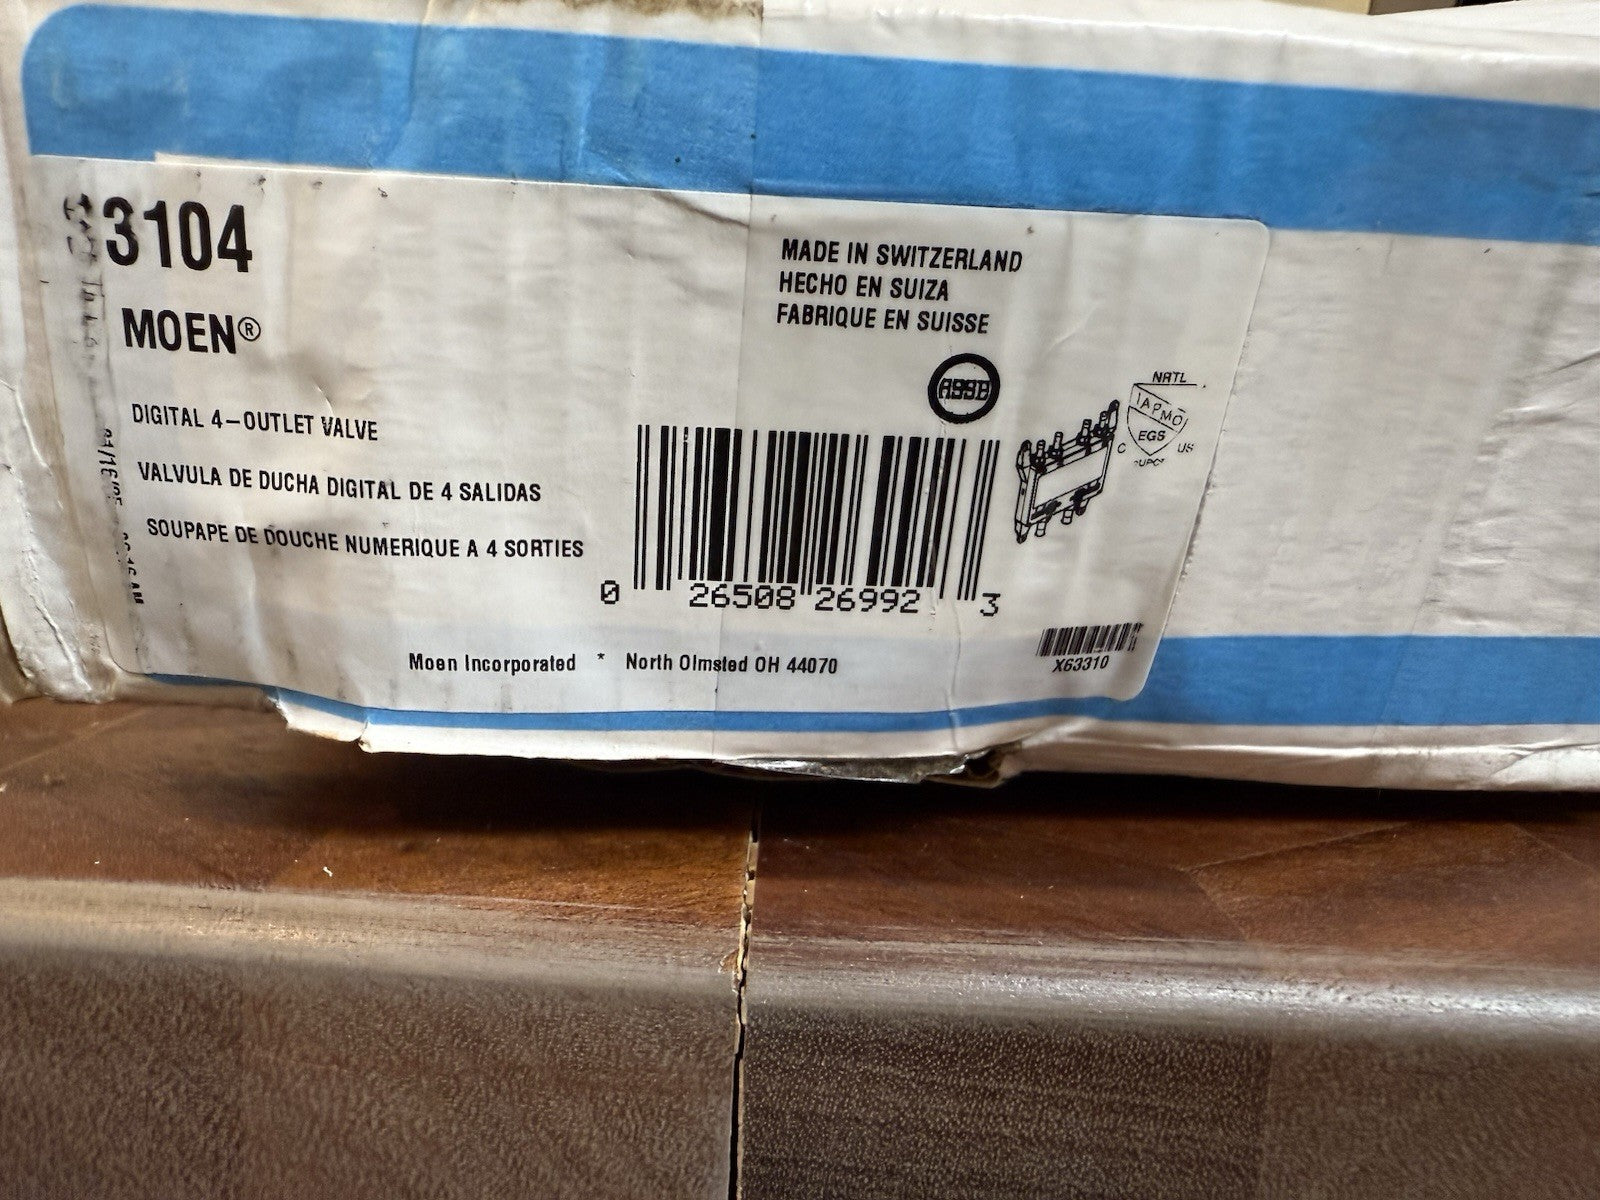 3104
MOEN®
DIGITAL 4-OUTLET VALVE
VALVULA DE DUCHA DIGITAL DE 4 SALIDAS
SOUPAPE DE DOUCHE NUMERIQUE A 4 SORTIES
MADE IN SWITZERLAND
HECHO EN SUIZA
FABRIQUE EN SUISSE
ASSE
NRTL
IAPMO
EGS
C US
0 26508 26992 3
X63310
Moen Incorporated * North Olmsted OH 44070